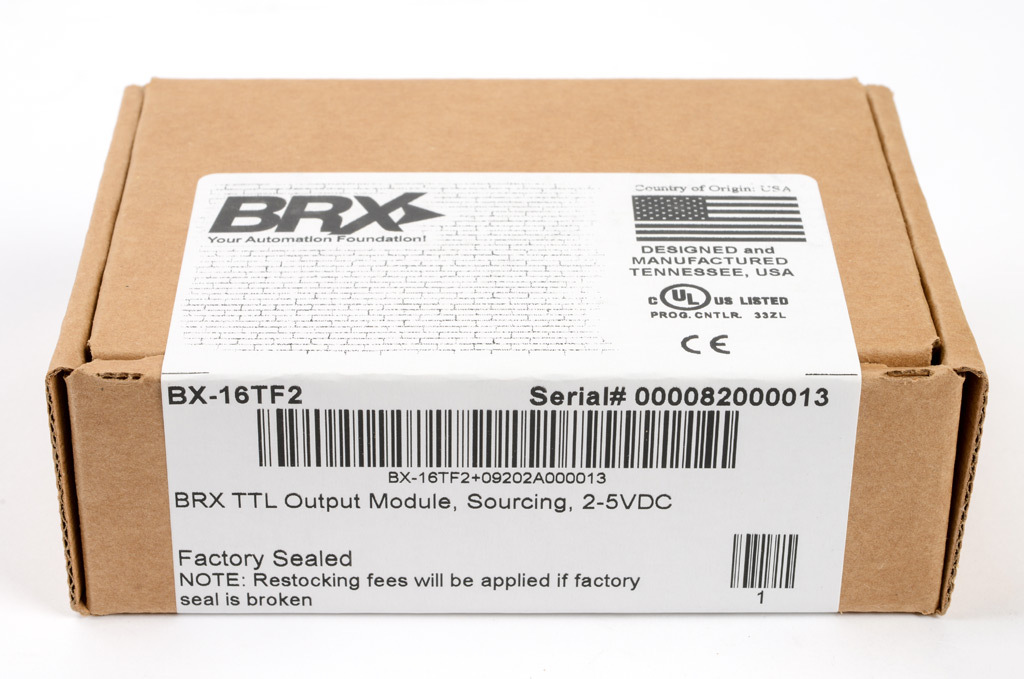 BRX
Your Automation Foundation!
Country of Origin: USA
DESIGNED and
MANUFACTURED
TENNESSEE, USA
C UL US LISTED
PROG. CNTLR. 33ZL
CE
BX-16TF2 Serial# 000082000013
BX-16TF2+09202A000013
BRX TTL Output Module, Sourcing, 2-5VDC
Factory Sealed
NOTE: Restocking fees will be applied if factory
seal is broken
1